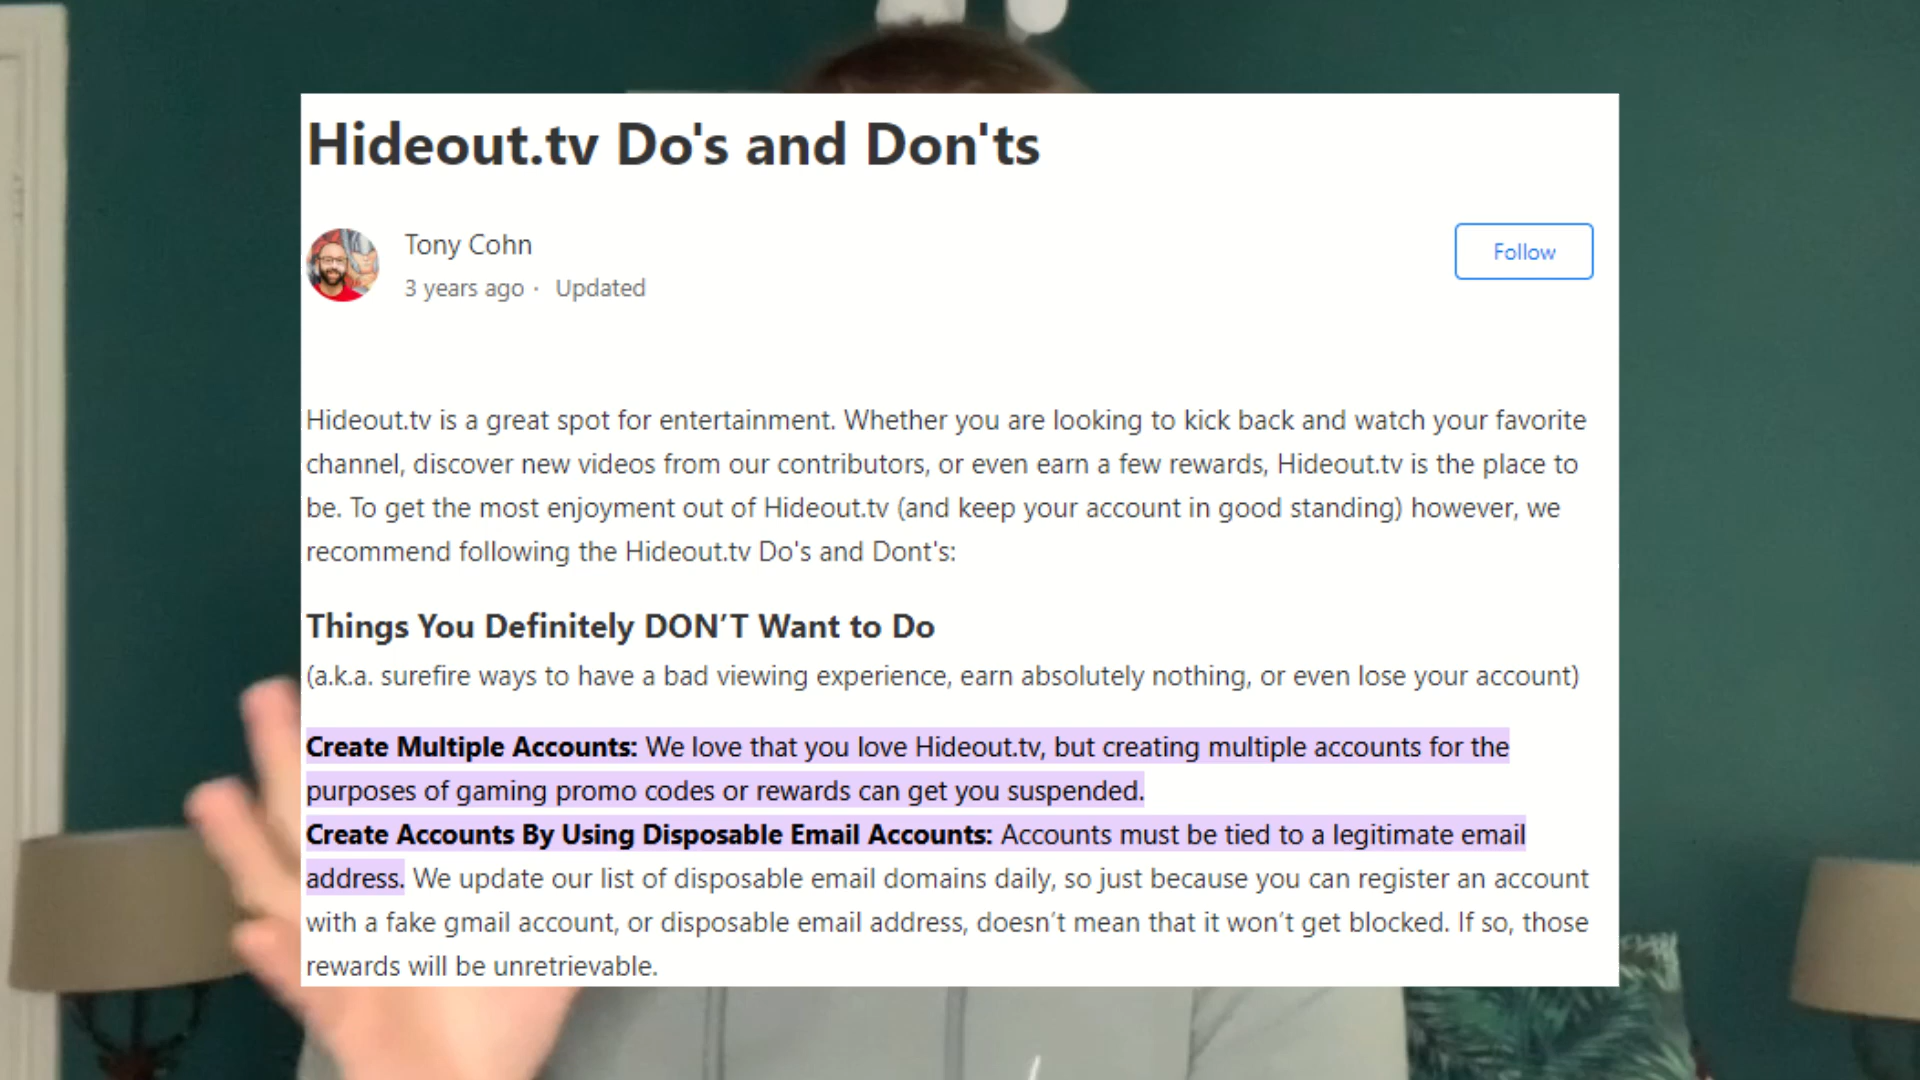 Hideout.tv Do's and Don'ts
Tony Cohn
3 years ago · Updated
Follow
Hideout.tv is a great spot for entertainment. Whether you are looking to kick back and watch your favorite
channel, discover new videos from our contributors, or even earn a few rewards, Hideout.tv is the place to
be. To get the most enjoyment out of Hideout.tv (and keep your account in good standing) however, we
recommend following the Hideout.tv Do's and Dont's:
Things You Definitely DON’T Want to Do
(a.k.a. surefire ways to have a bad viewing experience, earn absolutely nothing, or even lose your account)
Create Multiple Accounts: We love that you love Hideout.tv, but creating multiple accounts for the
purposes of gaming promo codes or rewards can get you suspended.
Create Accounts By Using Disposable Email Accounts: Accounts must be tied to a legitimate email
address. We update our list of disposable email domains daily, so just because you can register an account
with a fake gmail account, or disposable email address, doesn’t mean that it won’t get blocked. If so, those
rewards will be unretrievable.